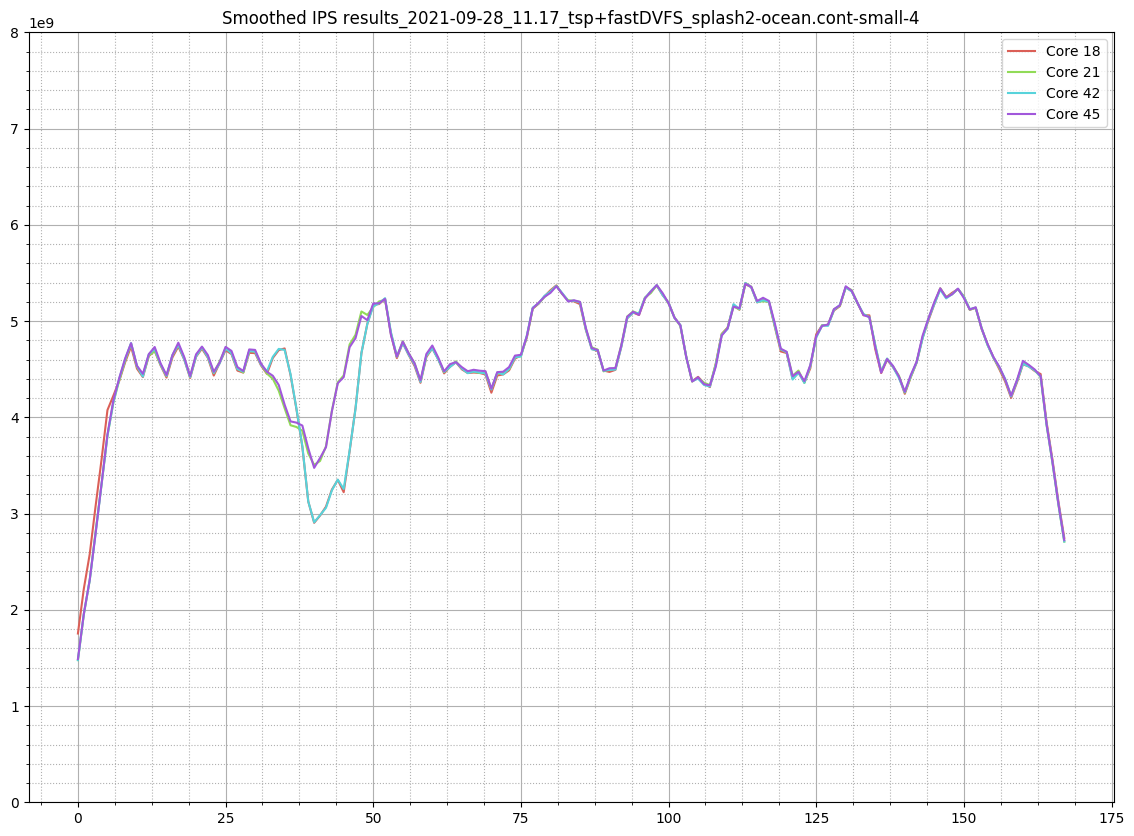 Smoothed IPS results_2021-09-28_11.17_tsp+fastDVFS_splash2-ocean.cont-small-4
1e9
Core 18
Core 21
Core 42
Core 45
8
7
6
5
4
3
2
1
0
0 25 50 75 100 125 150 175